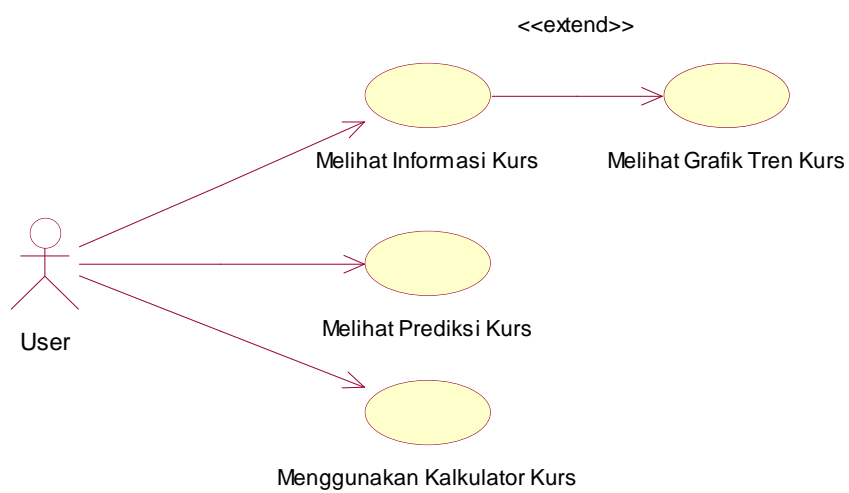 <<extend>>
Melihat Informasi Kurs
Melihat Grafik Tren Kurs
Melihat Prediksi Kurs
User
Menggunakan Kalkulator Kurs